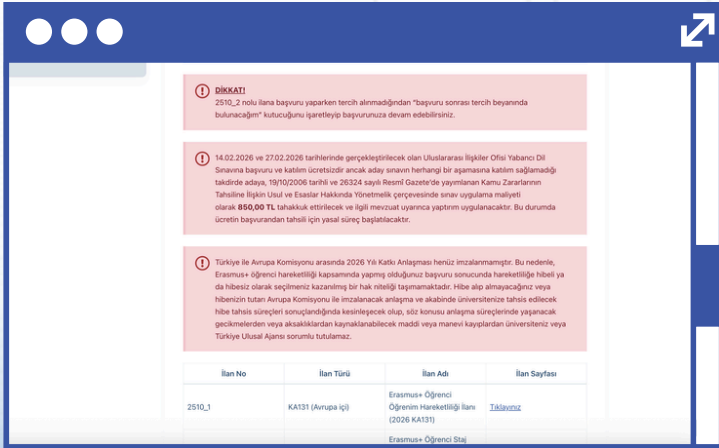 DİKKAT!
2510_2 nolu ilana başvuru yaparken tercih alınmadığından "başvuru sonrası tercih beyanında
bulunacağım" kutucuğunu işaretleyip başvurunuza devam edebilirsiniz.
14.02.2026 ve 27.02.2026 tarihlerinde gerçekleştirilecek olan Uluslararası İlişkiler Ofisi Yabancı Dil
Sınavına başvuru ve katılım ücretsizdir ancak aday sınavın herhangi bir aşamasına katılım sağlamadığı
takdirde adaya, 19/10/2006 tarihli ve 26324 sayılı Resmî Gazete'de yayımlanan Kamu Zararlarının
Tahsiline İlişkin Usul ve Esaslar Hakkında Yönetmelik çerçevesinde sınav uygulama maliyeti
olarak 850,00 TL tahakkuk ettirilecek ve ilgili mevzuat uyarınca yaptırım uygulanacaktır. Bu durumda
ücretin başvurandan tahsili için yasal süreç başlatılacaktır.
Türkiye ile Avrupa Komisyonu arasında 2026 Yılı Katkı Anlaşması henüz imzalanmamıştır. Bu nedenle,
Erasmus+ öğrenci hareketliliği kapsamında yapmış olduğunuz başvuru sonucunda hareketliliğe hibeli ya
da hibesiz olarak seçilmeniz kazanılmış bir hak niteliği taşımamaktadır. Hibe alıp almayacağınız veya
hibenizin tutarı Avrupa Komisyonu ile imzalanacak anlaşma ve akabinde üniversitenize tahsis edilecek
hibe tahsis süreçleri sonuçlandığında kesinleşecek olup, söz konusu anlaşma süreçlerinde yaşanacak
gecikmelerden veya aksaklıklardan kaynaklanabilecek maddi veya manevi kayıplardan üniversiteniz veya
Türkiye Ulusal Ajansı sorumlu tutulamaz.
İlan No İlan Türü İlan Adı İlan Sayfası
Erasmus+ Öğrenci
2510_1 KA131 (Avrupa içi) Öğrenim Hareketliliği İlanı Tıklayınız
(2026 KA131)
Erasmus+ Öğrenci Staj